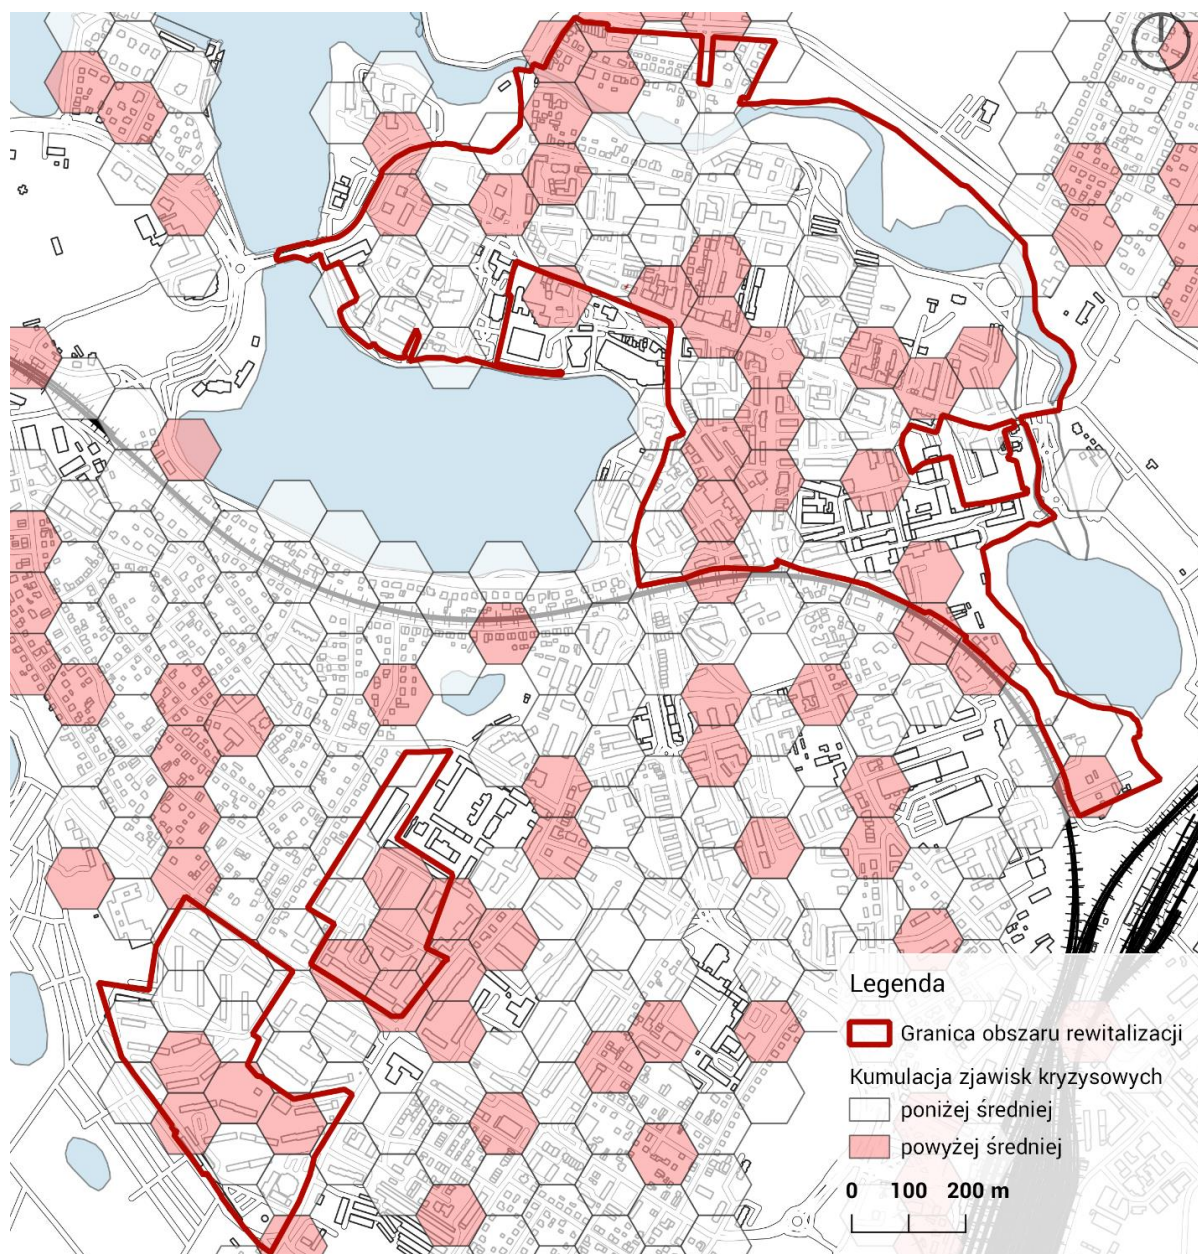 Legenda
Granica obszaru rewitalizacji
Kumulacja zjawisk kryzysowych
poniżej średniej
powyżej średniej
0 100 200 m